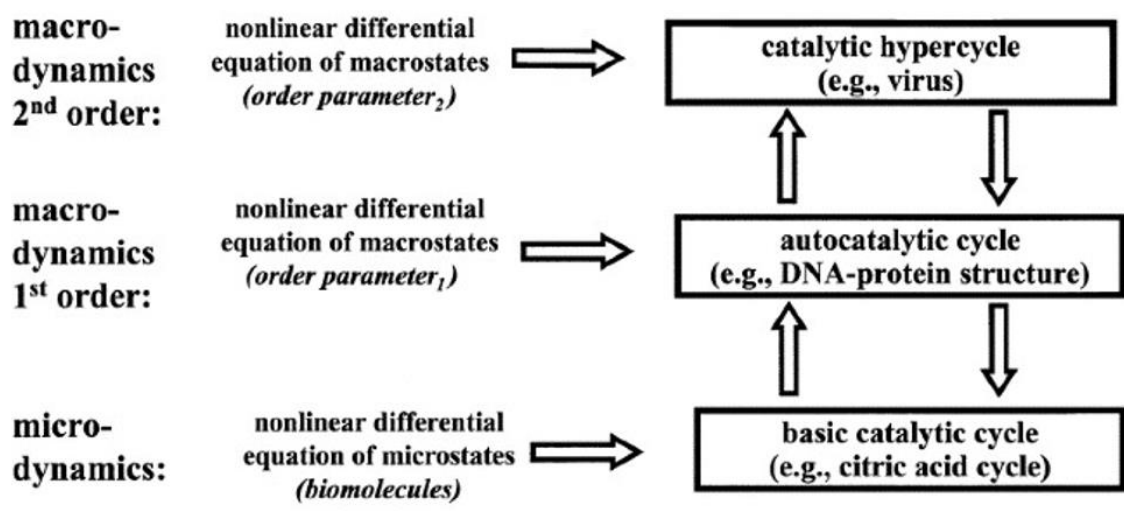 macro-
dynamics
2nd order:
nonlinear differential
equation of macrostates
(order parameter2)
catalytic hypercycle
(e.g., virus)
macro-
dynamics
1st order:
nonlinear differential
equation of macrostates
(order parameter1)
autocatalytic cycle
(e.g., DNA-protein structure)
micro-
dynamics:
nonlinear differential
equation of microstates
(biomolecules)
basic catalytic cycle
(e.g., citric acid cycle)